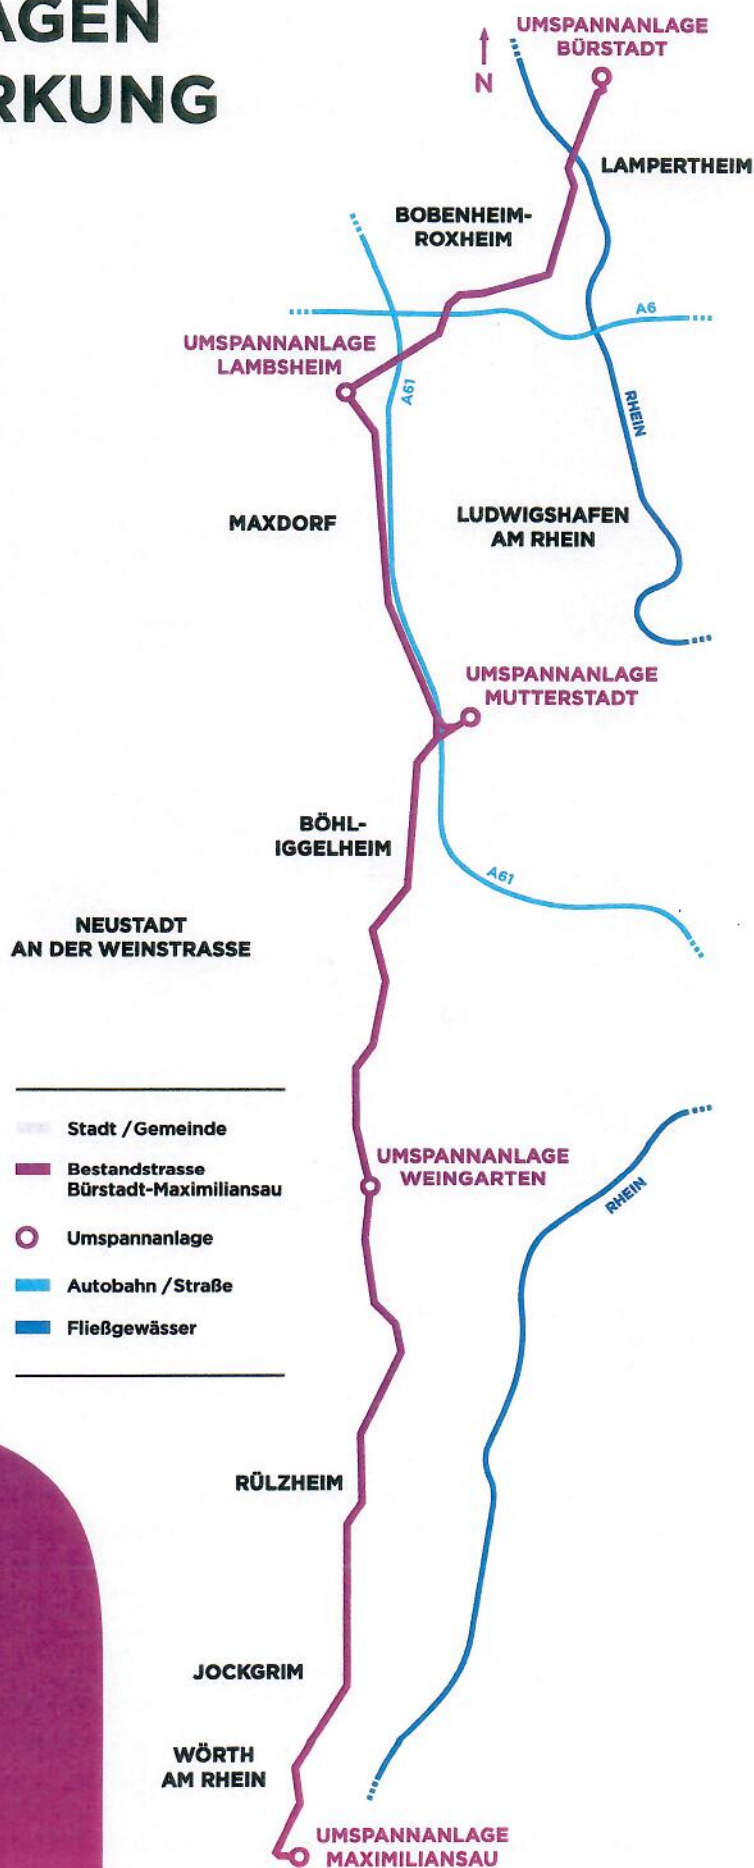 AGEN
RKUNG
UMSPANNANLAGE
BÜRSTADT
N
LAMPERTHEIM
BOBENHEIM-
ROXHEIM
A6
UMSPANNANLAGE
LAMBSHEIM
A61
RHEIN
MAXDORF
LUDWIGSHAFEN
AM RHEIN
UMSPANNANLAGE
MUTTERSTADT
BÖHL-
IGGELHEIM
A61
NEUSTADT
AN DER WEINSTRASSE
Stadt / Gemeinde
Bestandstrasse
Bürstadt-Maximiliansau
Umspannanlage
Autobahn / Straße
Fließgewässer
UMSPANNANLAGE
WEINGARTEN
RHEIN
RÜLZHEIM
JOCKGRIM
WÖRTH
AM RHEIN
UMSPANNANLAGE
MAXIMILIANSAU